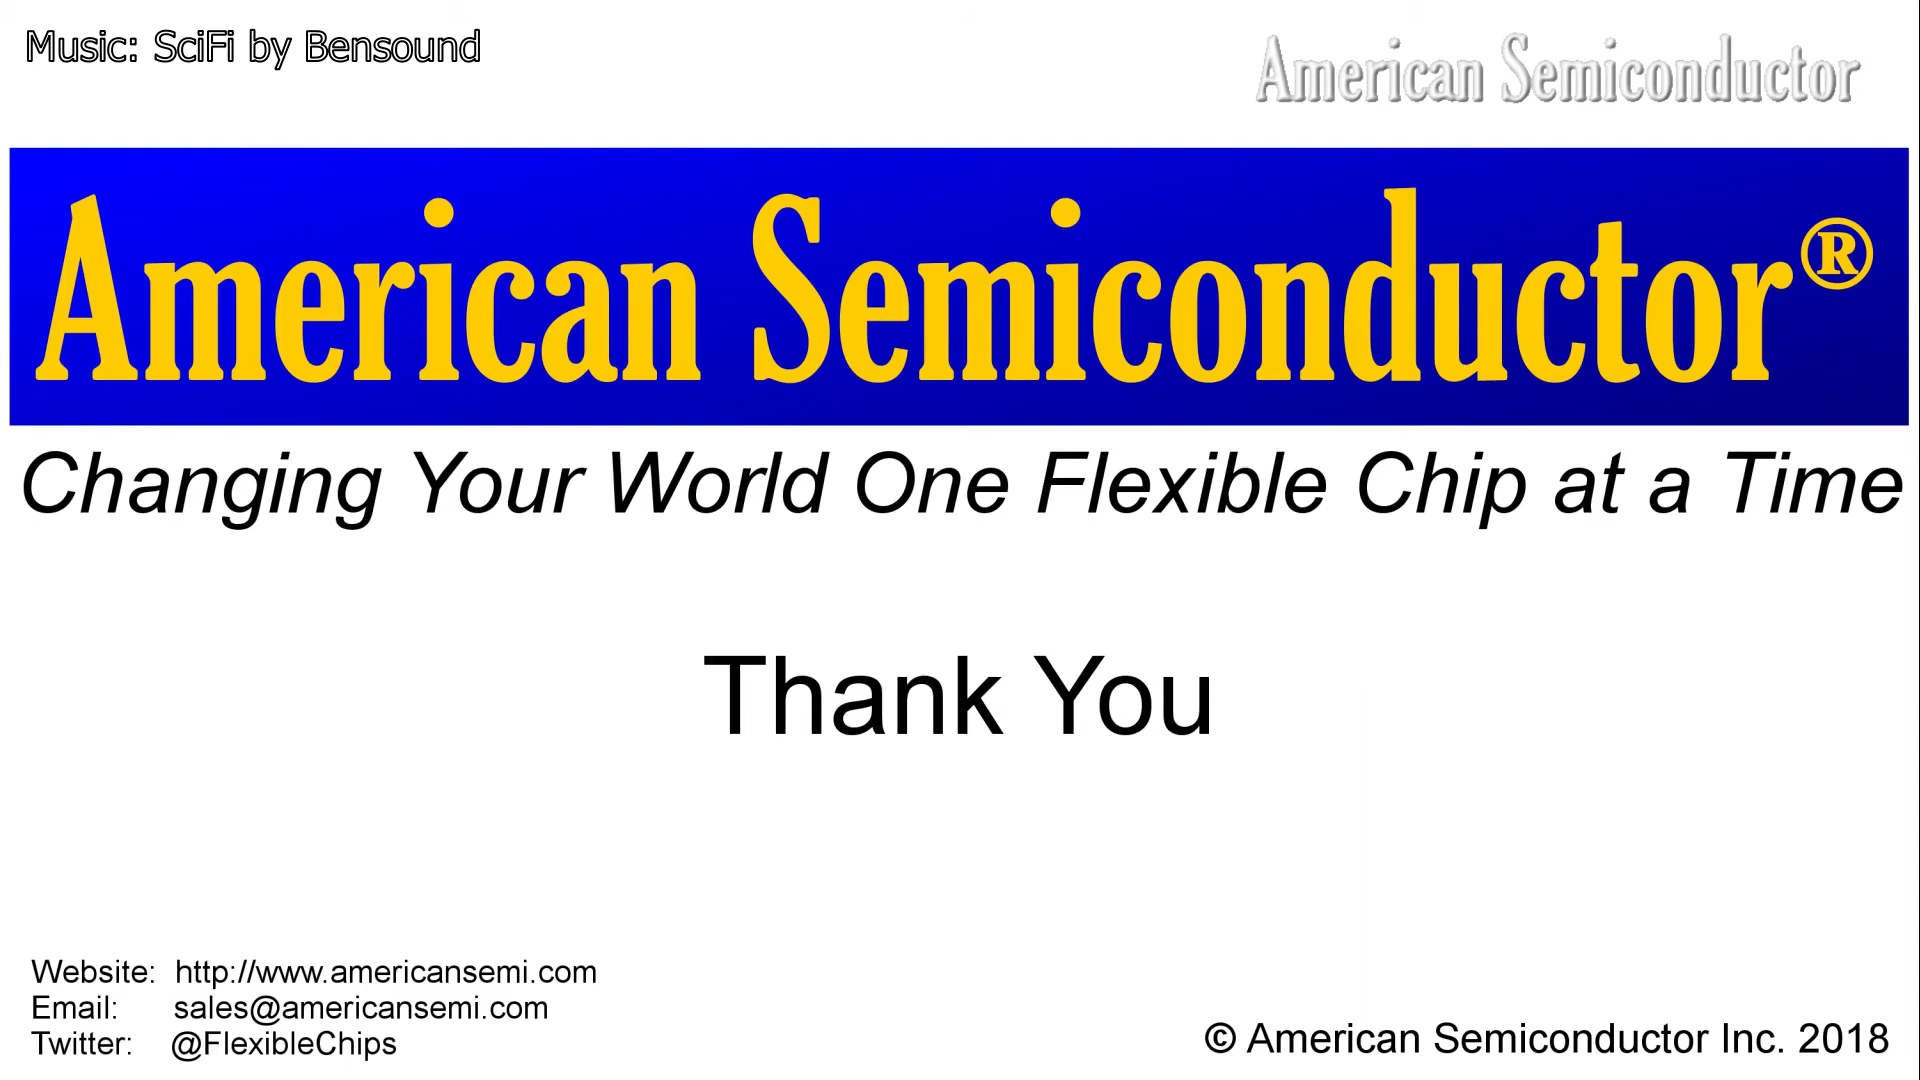 Music: SciFi by Bensound
American Semiconductor
American Semiconductor®
Changing Your World One Flexible Chip at a Time
Thank You
Website: http://www.americansemi.com
Email: sales@americansemi.com
Twitter: @FlexibleChips
© American Semiconductor Inc. 2018